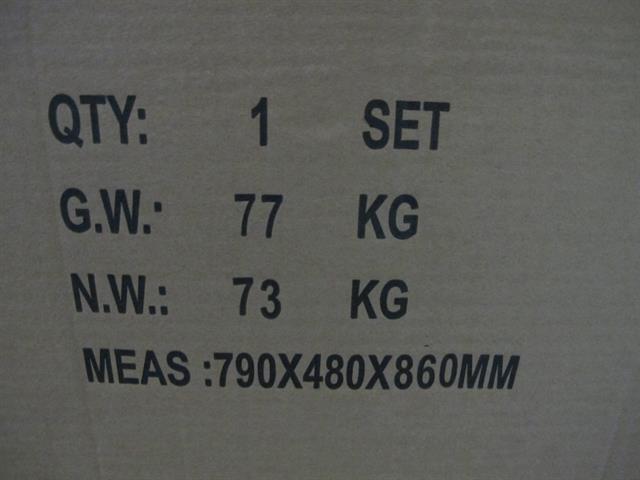 QTY: 1 SET
G.W.: 77 KG
N.W.: 73 KG
MEAS :790X480X860MM